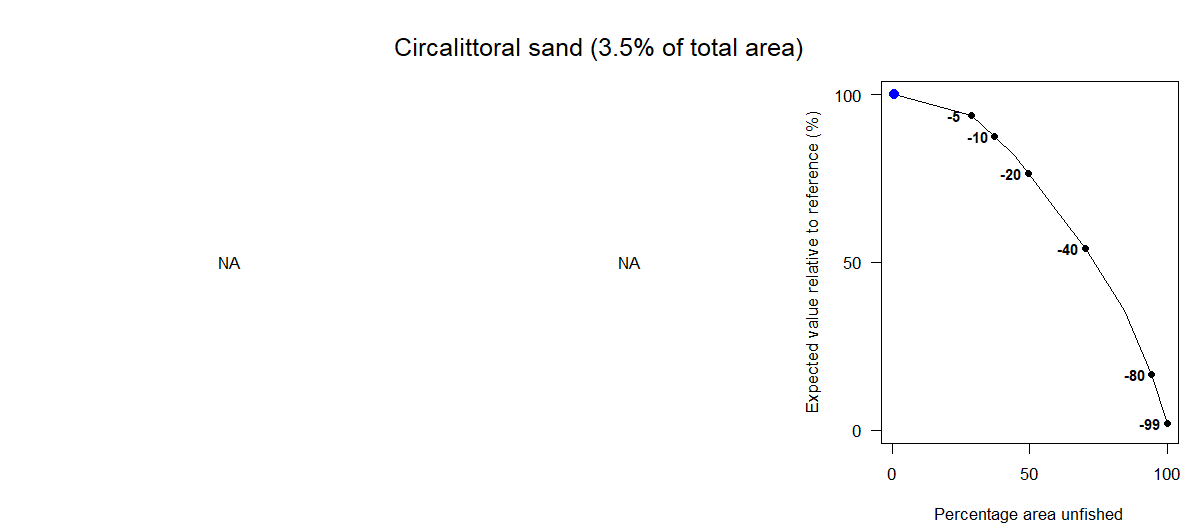 Circalittoral sand (3.5% of total area)
NA
NA
Expected value relative to reference (%)
100
50
0
-5
-10
-20
-40
-80
-99
0 50 100
Percentage area unfished